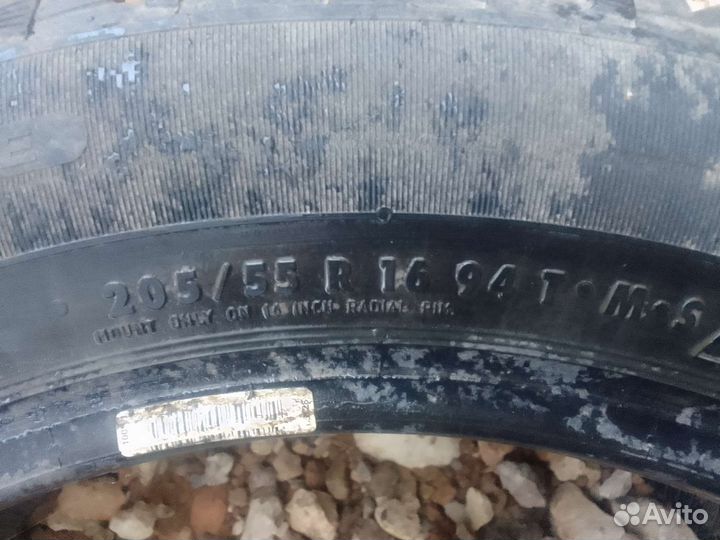 205/55 R 16 94 T · M·S
MOUNT ONLY ON 16 INCH RADIAL RIM.
Avito